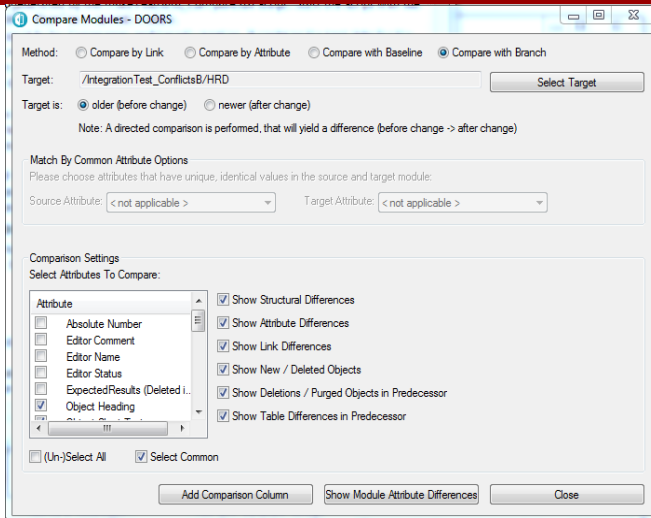 Compare Modules - DOORS
Method: Compare by Link Compare by Attribute Compare with Baseline Compare with Branch
Target: /IntegrationTest_ConflictsB/HRD Select Target
Target is: older (before change) newer (after change)
Note: A directed comparison is performed, that will yield a difference (before change -> after change)
Match By Common Attribute Options
Please choose attributes that have unique, identical values in the source and target module:
Source Attribute: < not applicable > Target Attribute: < not applicable >
Comparison Settings
Select Attributes To Compare:
Attribute
Absolute Number
Editor Comment
Editor Name
Editor Status
ExpectedResults (Deleted i...
Object Heading
Show Structural Differences
Show Attribute Differences
Show Link Differences
Show New / Deleted Objects
Show Deletions / Purged Objects in Predecessor
Show Table Differences in Predecessor
(Un-)Select All Select Common
Add Comparison Column Show Module Attribute Differences Close